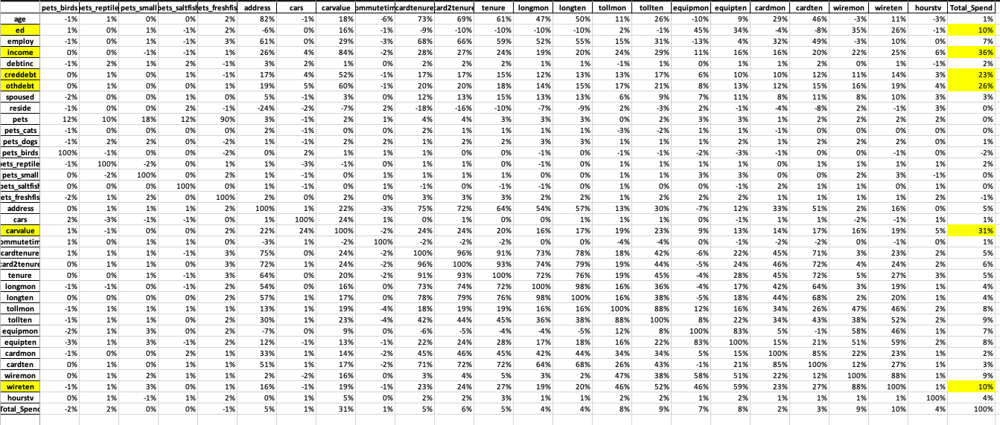 pets_birds pets_reptile pets_small pets_saltfish pets_freshfis address cars carvalue ommutetim cardtenure card2tenure tenure longmon longten tollmon tollten equipmon equipten cardmon cardten wiremon wireten hourstv Total_Spend
age -1% 1% 0% 0% 2% 82% -1% 18% -6% 73% 69% 61% 47% 50% 11% 26% -10% 9% 29% 46% -3% 11% -3% 1%
ed 1% 0% 1% -1% 2% -6% 0% 16% -1% -9% -10% -10% -10% -10% 2% -1% 45% 34% -4% -8% 35% 26% -1% 10%
employ -1% 0% 1% -1% 3% 61% 0% 29% -3% 68% 66% 59% 52% 55% 15% 31% -13% 4% 32% 49% -3% 10% 0% 7%
income 0% 0% -1% -1% 1% 26% 4% 84% -2% 28% 27% 24% 19% 20% 24% 29% 11% 16% 16% 20% 22% 25% 6% 36%
debtinc -1% 2% 1% 2% -1% 3% 2% 1% 0% 2% 2% 2% 1% 1% -1% 1% 0% 1% 1% 2% 0% 1% -1% 2%
creddebt 0% 1% 0% 1% -1% 17% 4% 52% -1% 17% 17% 15% 12% 13% 13% 17% 6% 10% 10% 12% 11% 14% 3% 23%
othdebt 0% 1% 0% 0% 1% 19% 5% 60% -1% 20% 20% 18% 14% 15% 17% 21% 8% 13% 12% 15% 16% 19% 4% 26%
spoused -2% 0% 0% 1% 0% 5% -1% 3% 0% 12% 13% 15% 13% 13% 6% 9% 7% 11% 8% 11% 8% 10% 3% 3%
reside -1% 0% 0% 2% -1% -24% -2% -7% 2% -18% -16% -10% -7% -9% 2% -3% 2% -1% -4% -8% 2% -1% 3% 0%
pets 12% 10% 18% 12% 90% 3% -1% 2% 1% 4% 4% 3% 3% 3% 0% 2% 3% 3% 1% 2% 2% 2% 0% 0%
pets_cats -1% 0% 0% 0% 0% 2% -1% 0% 0% 2% 1% 1% 1% 1% -3% -2% 1% 1% -1% 0% 0% 0% 0% 0%
pets_dogs -1% 2% 2% 0% -2% 1% -1% -2% 2% 1% 2% 2% 3% 3% 1% 1% 1% 2% 1% 2% 2% 2% 0% 1%
pets_birds 100% -1% 0% 0% -2% 0% 2% 1% 1% 1% 0% 0% -1% 0% -1% -1% -2% -3% -1% 0% 0% -1% 0% -2%
pets_reptile -1% 100% -2% 0% 1% 1% -3% -1% 0% 1% 1% 0% -1% 0% 1% 1% 1% 1% 0% 1% 1% 1% 1% 2%
pets_small 0% -2% 100% 0% 2% 1% -1% 0% 1% 1% 1% 1% 0% 0% 1% 1% 3% 3% 0% 0% 2% 3% -1% 0%
pets_saltfish 0% 0% 0% 100% 0% 1% -1% 0% 1% -1% 0% -1% -1% 0% 1% 1% 0% 0% -1% 2% 1% 1% 0% 1% 0%
ets_freshfis -2% 1% 2% 0% 100% 2% 0% 2% 0% 3% 3% 3% 2% 2% 1% 2% 2% 2% 1% 1% 1% 1% 2% -1%
address 0% 1% 1% 1% 2% 100% 1% 22% -3% 75% 72% 64% 54% 57% 13% 30% -7% 12% 33% 51% 2% 16% 0% 5%
cars 2% -3% -1% -1% 0% 1% 100% 24% 1% 0% 1% 0% 0% 1% 1% 1% 0% -1% 1% 1% -2% -1% 1% 1%
carvalue 1% -1% 0% 0% 2% 22% 24% 100% -2% 24% 24% 20% 16% 17% 19% 23% 9% 13% 14% 17% 16% 19% 5% 31%
ommutetim 1% 0% 1% 1% 0% -3% 1% -2% 100% -2% -2% -2% 0% 0% -4% -4% 0% -1% -2% -2% 0% -1% 0% 1%
cardtenure 1% 1% 1% -1% 3% 75% 0% 24% -2% 100% 96% 91% 73% 78% 18% 42% -6% 22% 45% 71% 3% 23% 2% 5%
card2tenure 0% 1% 1% 0% 3% 72% 1% 24% -2% 96% 100% 93% 74% 79% 19% 44% -5% 24% 46% 72% 4% 24% 2% 6%
tenure 0% 0% 1% -1% 3% 64% 0% 20% -2% 91% 93% 100% 72% 76% 19% 45% -4% 28% 45% 72% 5% 27% 3% 5%
longmon -1% -1% 0% -1% 2% 54% 0% 16% 0% 73% 74% 72% 100% 98% 16% 36% -4% 17% 42% 64% 3% 19% 1% 4%
longten 0% 0% 0% 0% 2% 57% 1% 17% 0% 78% 79% 76% 98% 100% 16% 38% -5% 18% 44% 68% 2% 20% 1% 4%
tollmon -1% 1% 1% 1% 1% 13% 1% 19% -4% 18% 19% 19% 16% 16% 100% 88% 12% 16% 34% 26% 47% 46% 2% 8%
tollten -1% 1% 1% 0% 2% 30% 1% 23% -4% 42% 44% 45% 36% 38% 88% 100% 8% 22% 34% 43% 38% 52% 2% 9%
equipmon -2% 1% 3% 0% 2% -7% 0% 9% 0% -6% -5% -4% -4% -5% 12% 8% 100% 83% 5% -1% 58% 46% 1% 7%
equipten -3% 1% 3% -1% 2% 12% -1% 13% -1% 22% 24% 28% 17% 18% 16% 22% 83% 100% 15% 21% 51% 59% 2% 8%
cardmon -1% 0% 0% 2% 1% 33% 1% 14% -2% 45% 46% 45% 42% 44% 34% 34% 5% 15% 100% 85% 22% 23% 1% 2%
cardten 0% 1% 0% 1% 1% 51% 1% 17% -2% 71% 72% 72% 64% 68% 26% 43% -1% 21% 85% 100% 12% 27% 1% 3%
wiremon 0% 1% 2% 1% 1% 2% -2% 16% 0% 3% 4% 5% 3% 2% 47% 38% 58% 51% 22% 12% 100% 88% 1% 9%
wireten -1% 1% 3% 0% 1% 16% -1% 19% -1% 23% 24% 27% 19% 20% 46% 52% 46% 59% 23% 27% 88% 100% 1% 10%
hourstv 0% 1% -1% 1% 2% 0% 1% 5% 0% 2% 2% 3% 1% 1% 2% 2% 1% 2% 1% 1% 1% 1% 100% 4%
Total_Spend -2% 2% 0% 0% -1% 5% 1% 31% 1% 5% 6% 5% 4% 4% 8% 9% 7% 8% 2% 3% 9% 10% 4% 100%